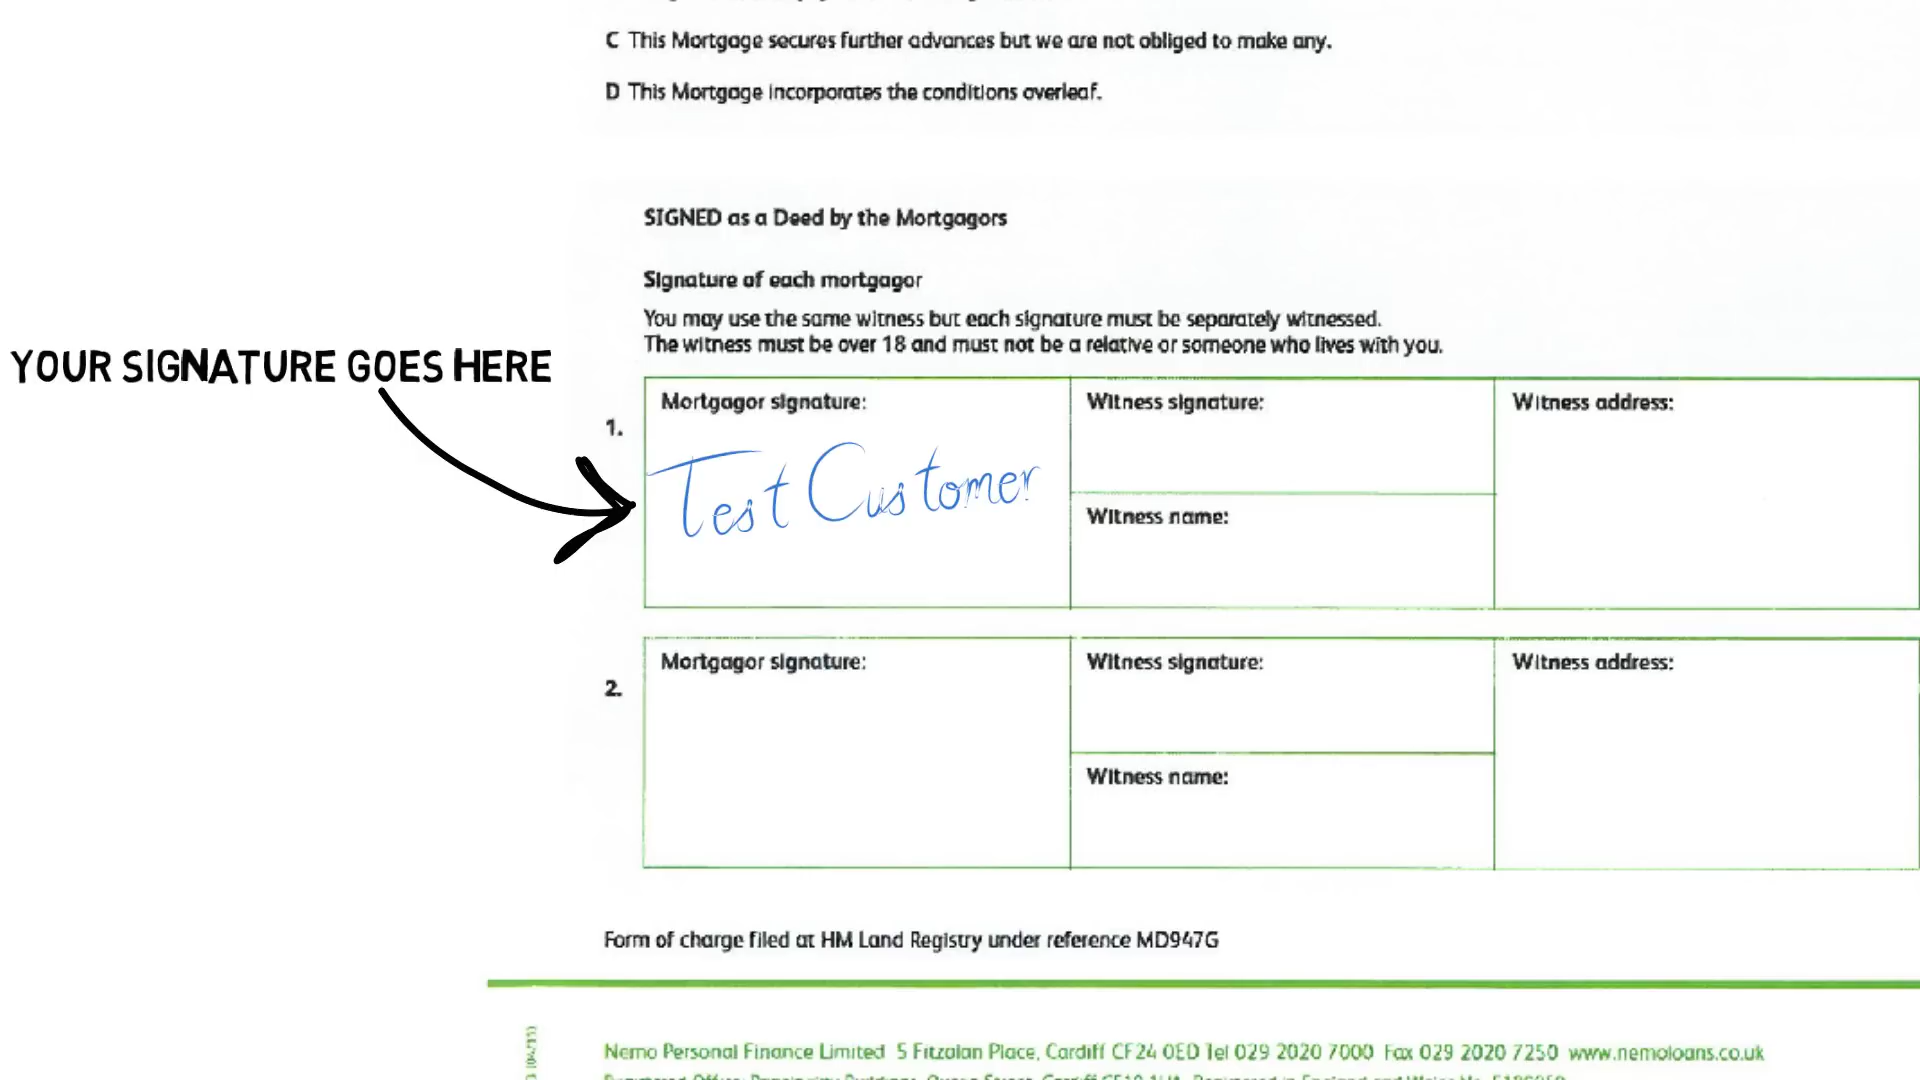 C This Mortgage secures further advances but we are not obliged to make any.
D This Mortgage incorporates the conditions overleaf.
SIGNED as a Deed by the Mortgagors
Signature of each mortgagor
You may use the same witness but each signature must be separately witnessed.
The witness must be over 18 and must not be a relative or someone who lives with you.
YOUR SIGNATURE GOES HERE
1.
Mortgagor signature:
Test Customer
Witness signature:
Witness name:
Witness address:
2.
Mortgagor signature:
Witness signature:
Witness name:
Witness address:
Form of charge filed at HM Land Registry under reference MD947G
Nemo Personal Finance Limited 5 Fitzalan Place, Cardiff CF24 0ED Tel 029 2020 7000 Fax 029 2020 7250 www.nemoloans.co.uk